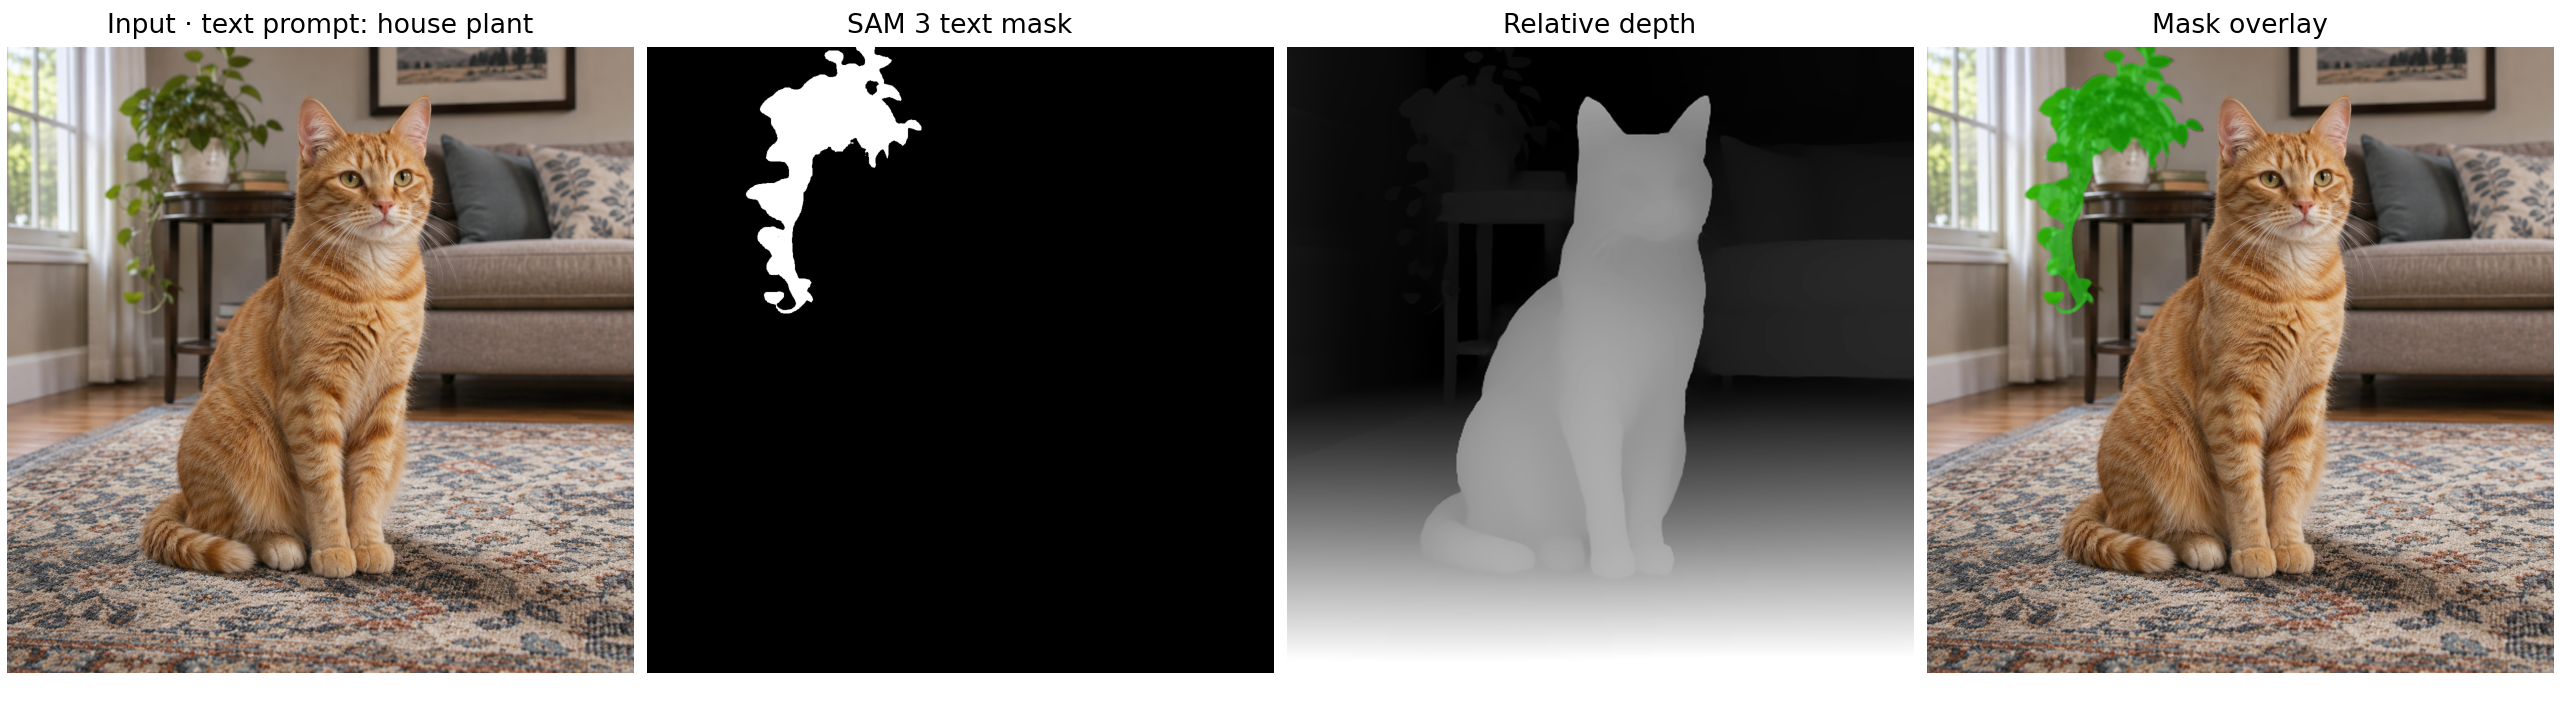 Input · text prompt: house plant
SAM 3 text mask
Relative depth
Mask overlay